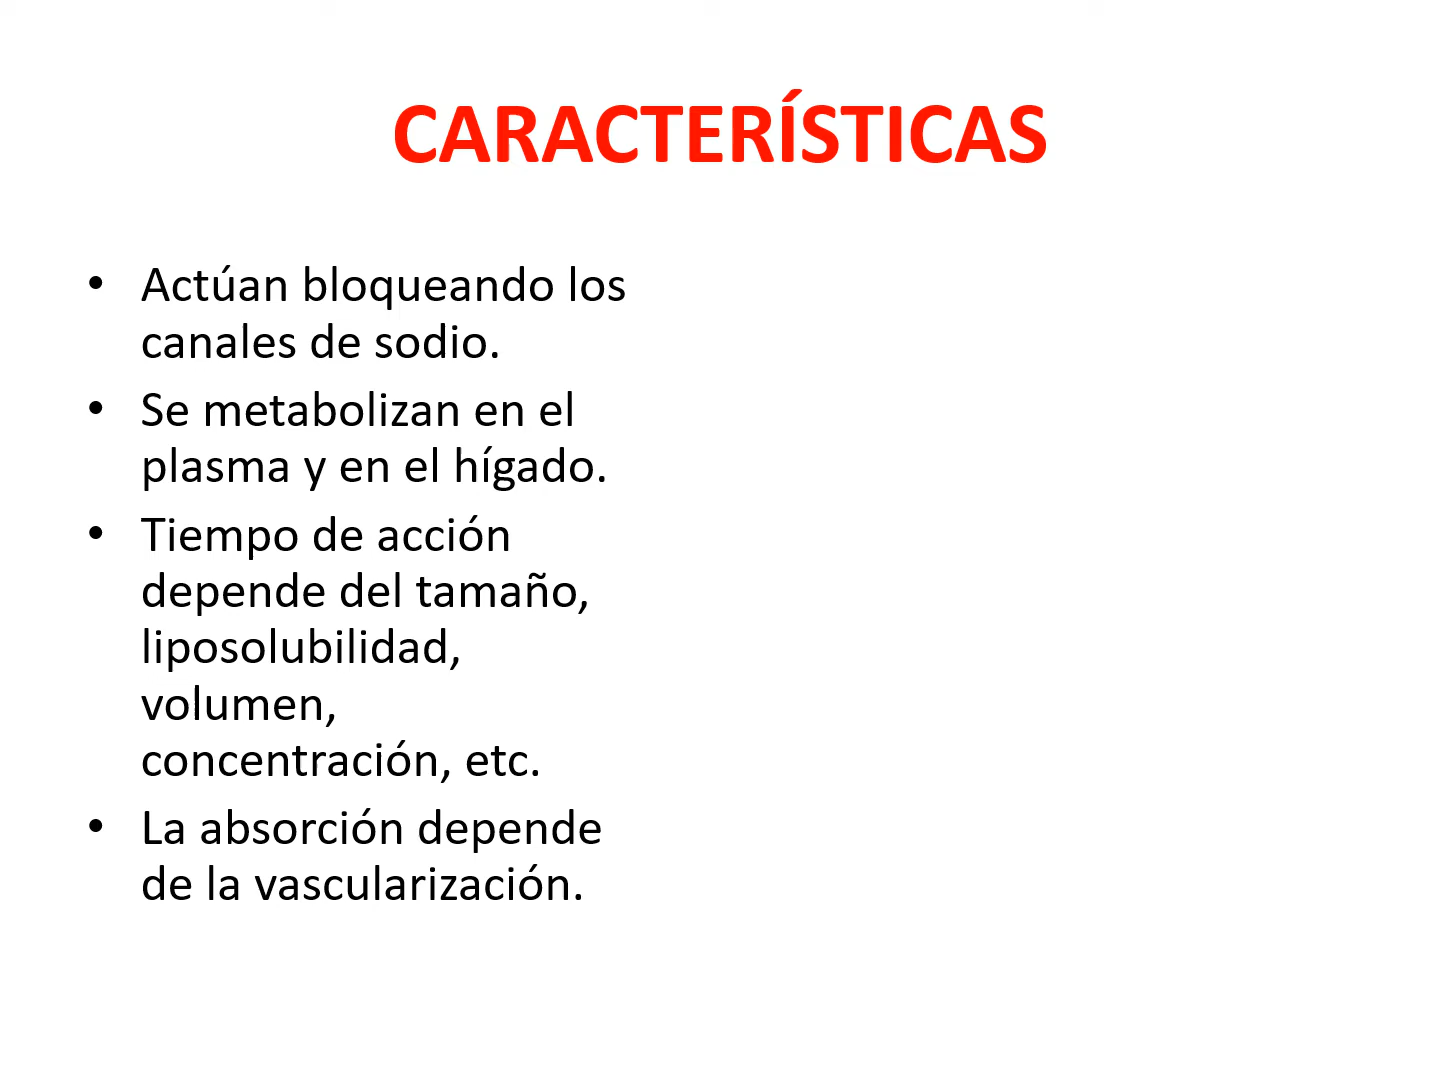 CARACTERÍSTICAS
• Actúan bloqueando los
canales de sodio.
• Se metabolizan en el
plasma y en el hígado.
• Tiempo de acción
depende del tamaño,
liposolubilidad,
volumen,
concentración, etc.
• La absorción depende
de la vascularización.